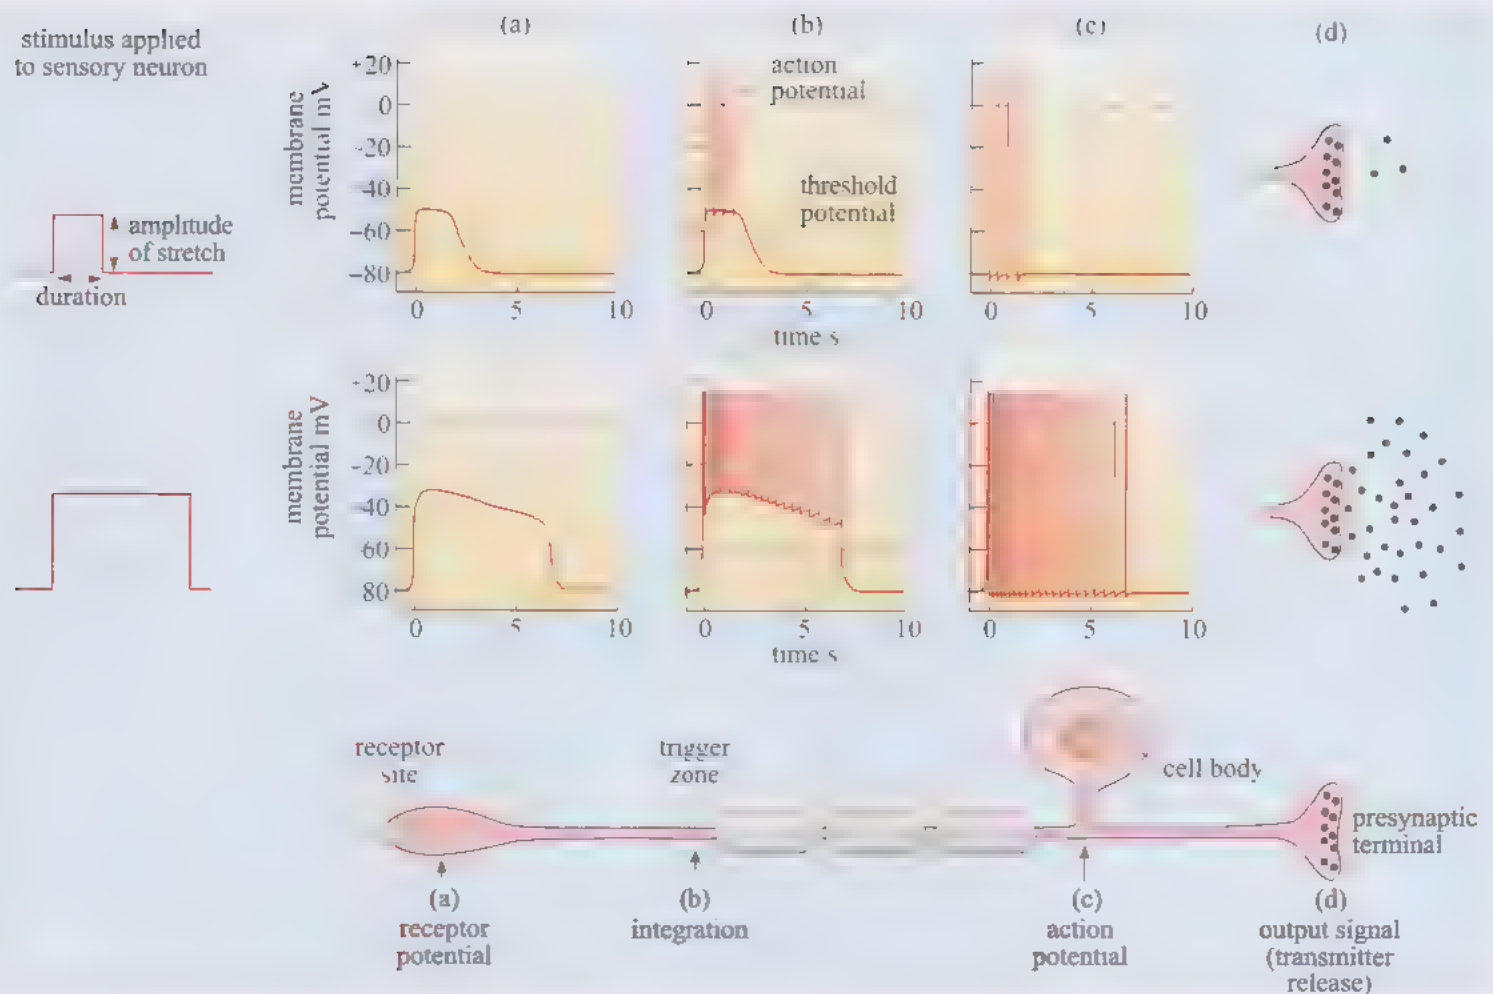 (a)
(b)
(c)
(d)
stimulus applied
to sensory neuron
amplitude
of stretch
duration
membrane
potential mV
+20
0
-20
-40
-60
-80
0
5
10
action
potential
threshold
potential
0
5
10
time s
0
5
10
membrane
potential mV
+20
0
-20
-40
-60
80
0
5
10
0
5
10
time s
0
5
10
receptor
site
trigger
zone
cell body
presynaptic
terminal
(a)
receptor
potential
(b)
integration
(c)
action
potential
(d)
output signal
(transmitter
release)